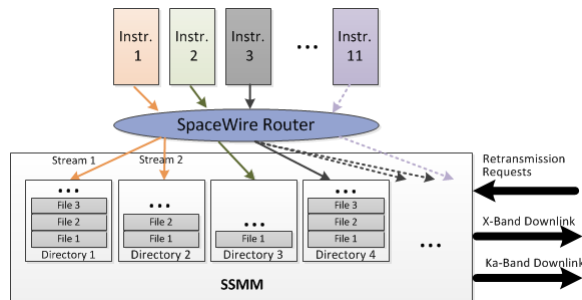 Instr.
1
Instr.
2
Instr.
3
...
Instr.
11
SpaceWire Router
Stream 1
Stream 2
Retransmission
Requests
X-Band Downlink
Ka-Band Downlink
...
File 3
File 2
File 1
Directory 1
...
File 2
File 1
Directory 2
...
File 1
Directory 3
...
File 3
File 2
File 1
Directory 4
...
SSMM